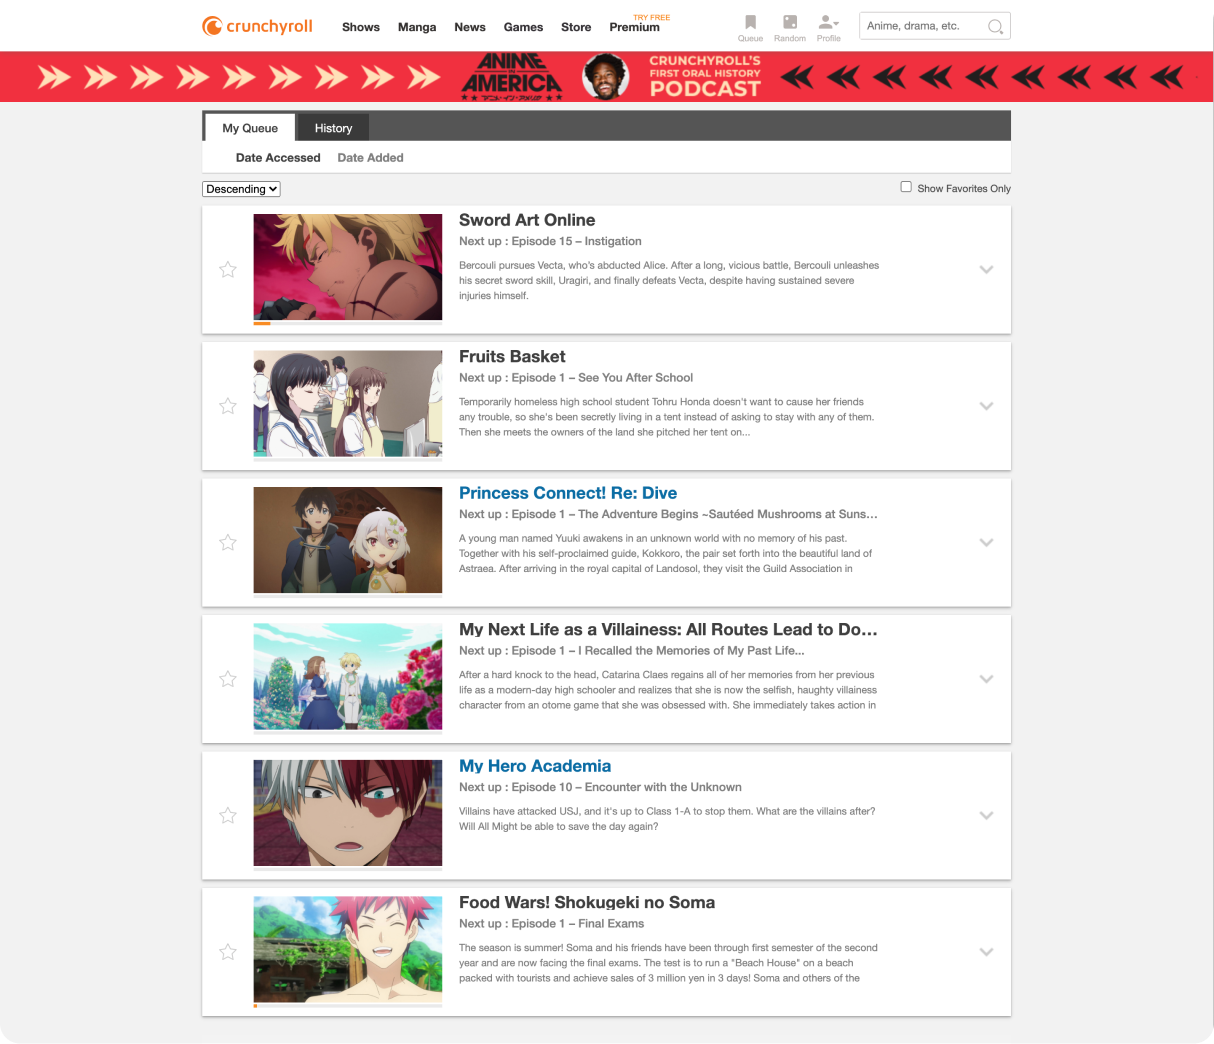 crunchyroll
Shows Manga News Games Store Premium
TRY FREE
Queue Random Profile
Anime, drama, etc.
ANIME
IN
AMERICA
アニメ・イン・アメリカ
CRUNCHYROLL'S
FIRST ORAL HISTORY
PODCAST
My Queue History
Date Accessed Date Added
Descending
Show Favorites Only
Sword Art Online
Next up : Episode 15 – Instigation
Bercouli pursues Vecta, who's abducted Alice. After a long, vicious battle, Bercouli unleashes
his secret sword skill, Uragiri, and finally defeats Vecta, despite having sustained severe
injuries himself.
Fruits Basket
Next up : Episode 1 – See You After School
Temporarily homeless high school student Tohru Honda doesn't want to cause her friends
any trouble, so she's been secretly living in a tent instead of asking to stay with any of them.
Then she meets the owners of the land she pitched her tent on...
Princess Connect! Re: Dive
Next up : Episode 1 – The Adventure Begins ~Sautéed Mushrooms at Suns…
A young man named Yuuki awakens in an unknown world with no memory of his past.
Together with his self-proclaimed guide, Kokkoro, the pair set forth into the beautiful land of
Astraea. After arriving in the royal capital of Landosol, they visit the Guild Association in
My Next Life as a Villainess: All Routes Lead to Do…
Next up : Episode 1 – I Recalled the Memories of My Past Life...
After a hard knock to the head, Catarina Claes regains all of her memories from her previous
life as a modern-day high schooler and realizes that she is now the selfish, haughty villainess
character from an otome game that she was obsessed with. She immediately takes action in
My Hero Academia
Next up : Episode 10 – Encounter with the Unknown
Villains have attacked USJ, and it's up to Class 1-A to stop them. What are the villains after?
Will All Might be able to save the day again?
Food Wars! Shokugeki no Soma
Next up : Episode 1 – Final Exams
The season is summer! Soma and his friends have been through first semester of the second
year and are now facing the final exams. The test is to run a "Beach House" on a beach
packed with tourists and achieve sales of 3 million yen in 3 days! Soma and others of the